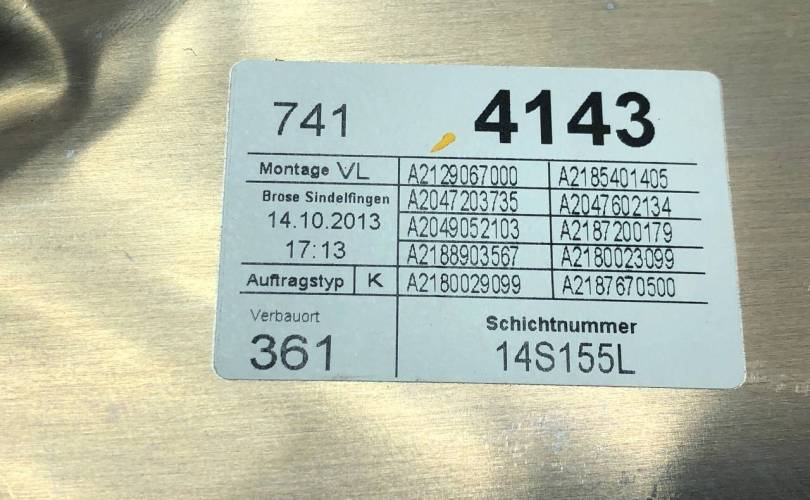 741 4143
Montage VL A2129067000 A2185401405
Brose Sindelfingen A2047203735 A2047602134
14.10.2013 A2049052103 A2187200179
17:13 A2188903567 A2180023099
Auftragstyp K A2180029099 A2187670500
Verbauort Schichtnummer
361 14S155L